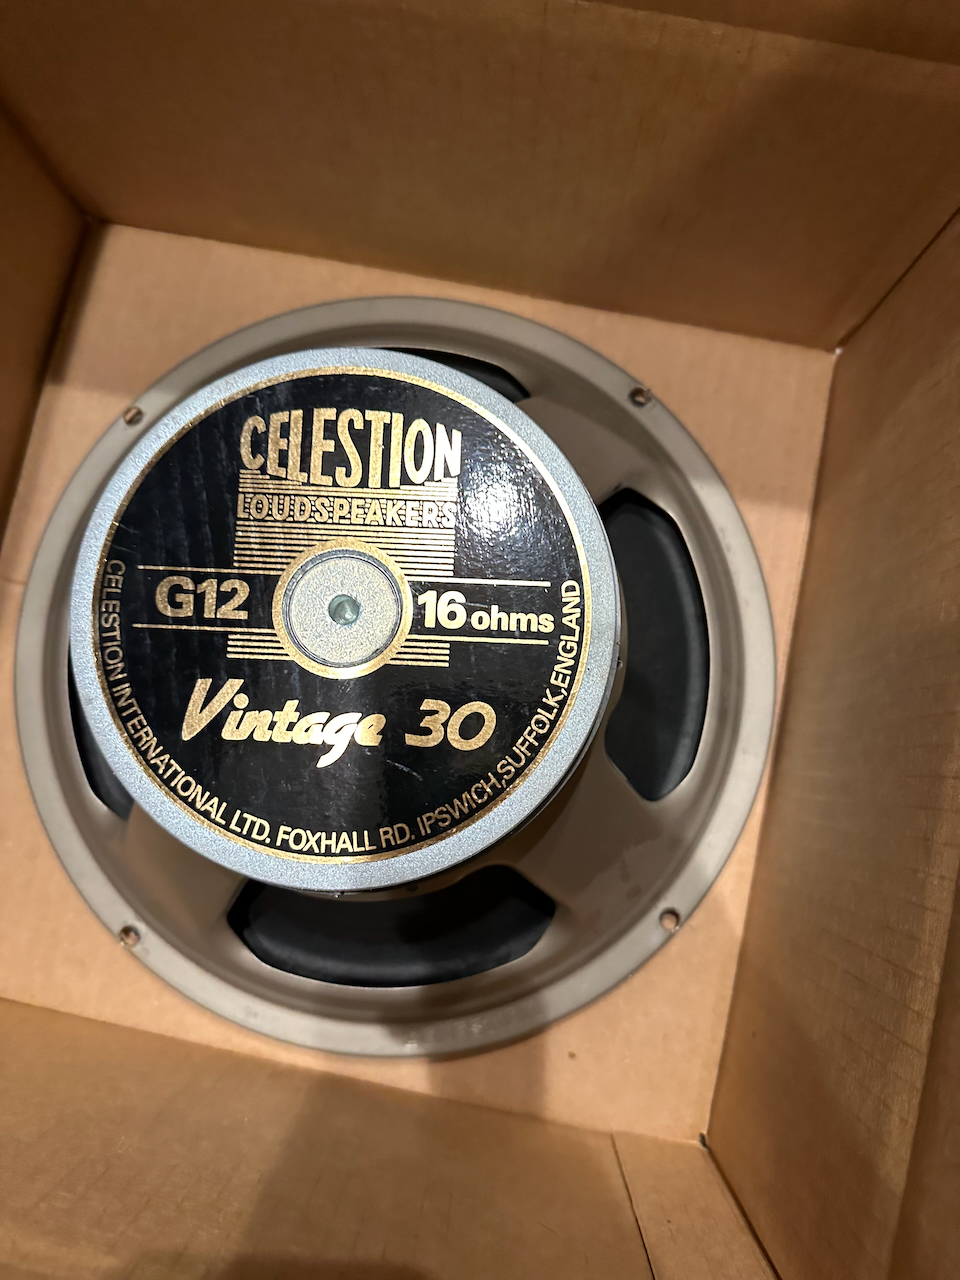 CELESTION
LOUDSPEAKERS
G12
16 ohms
Vintage 30
CELESTION INTERNATIONAL LTD. FOXHALL RD. IPSWICH,SUFFOLK,ENGLAND